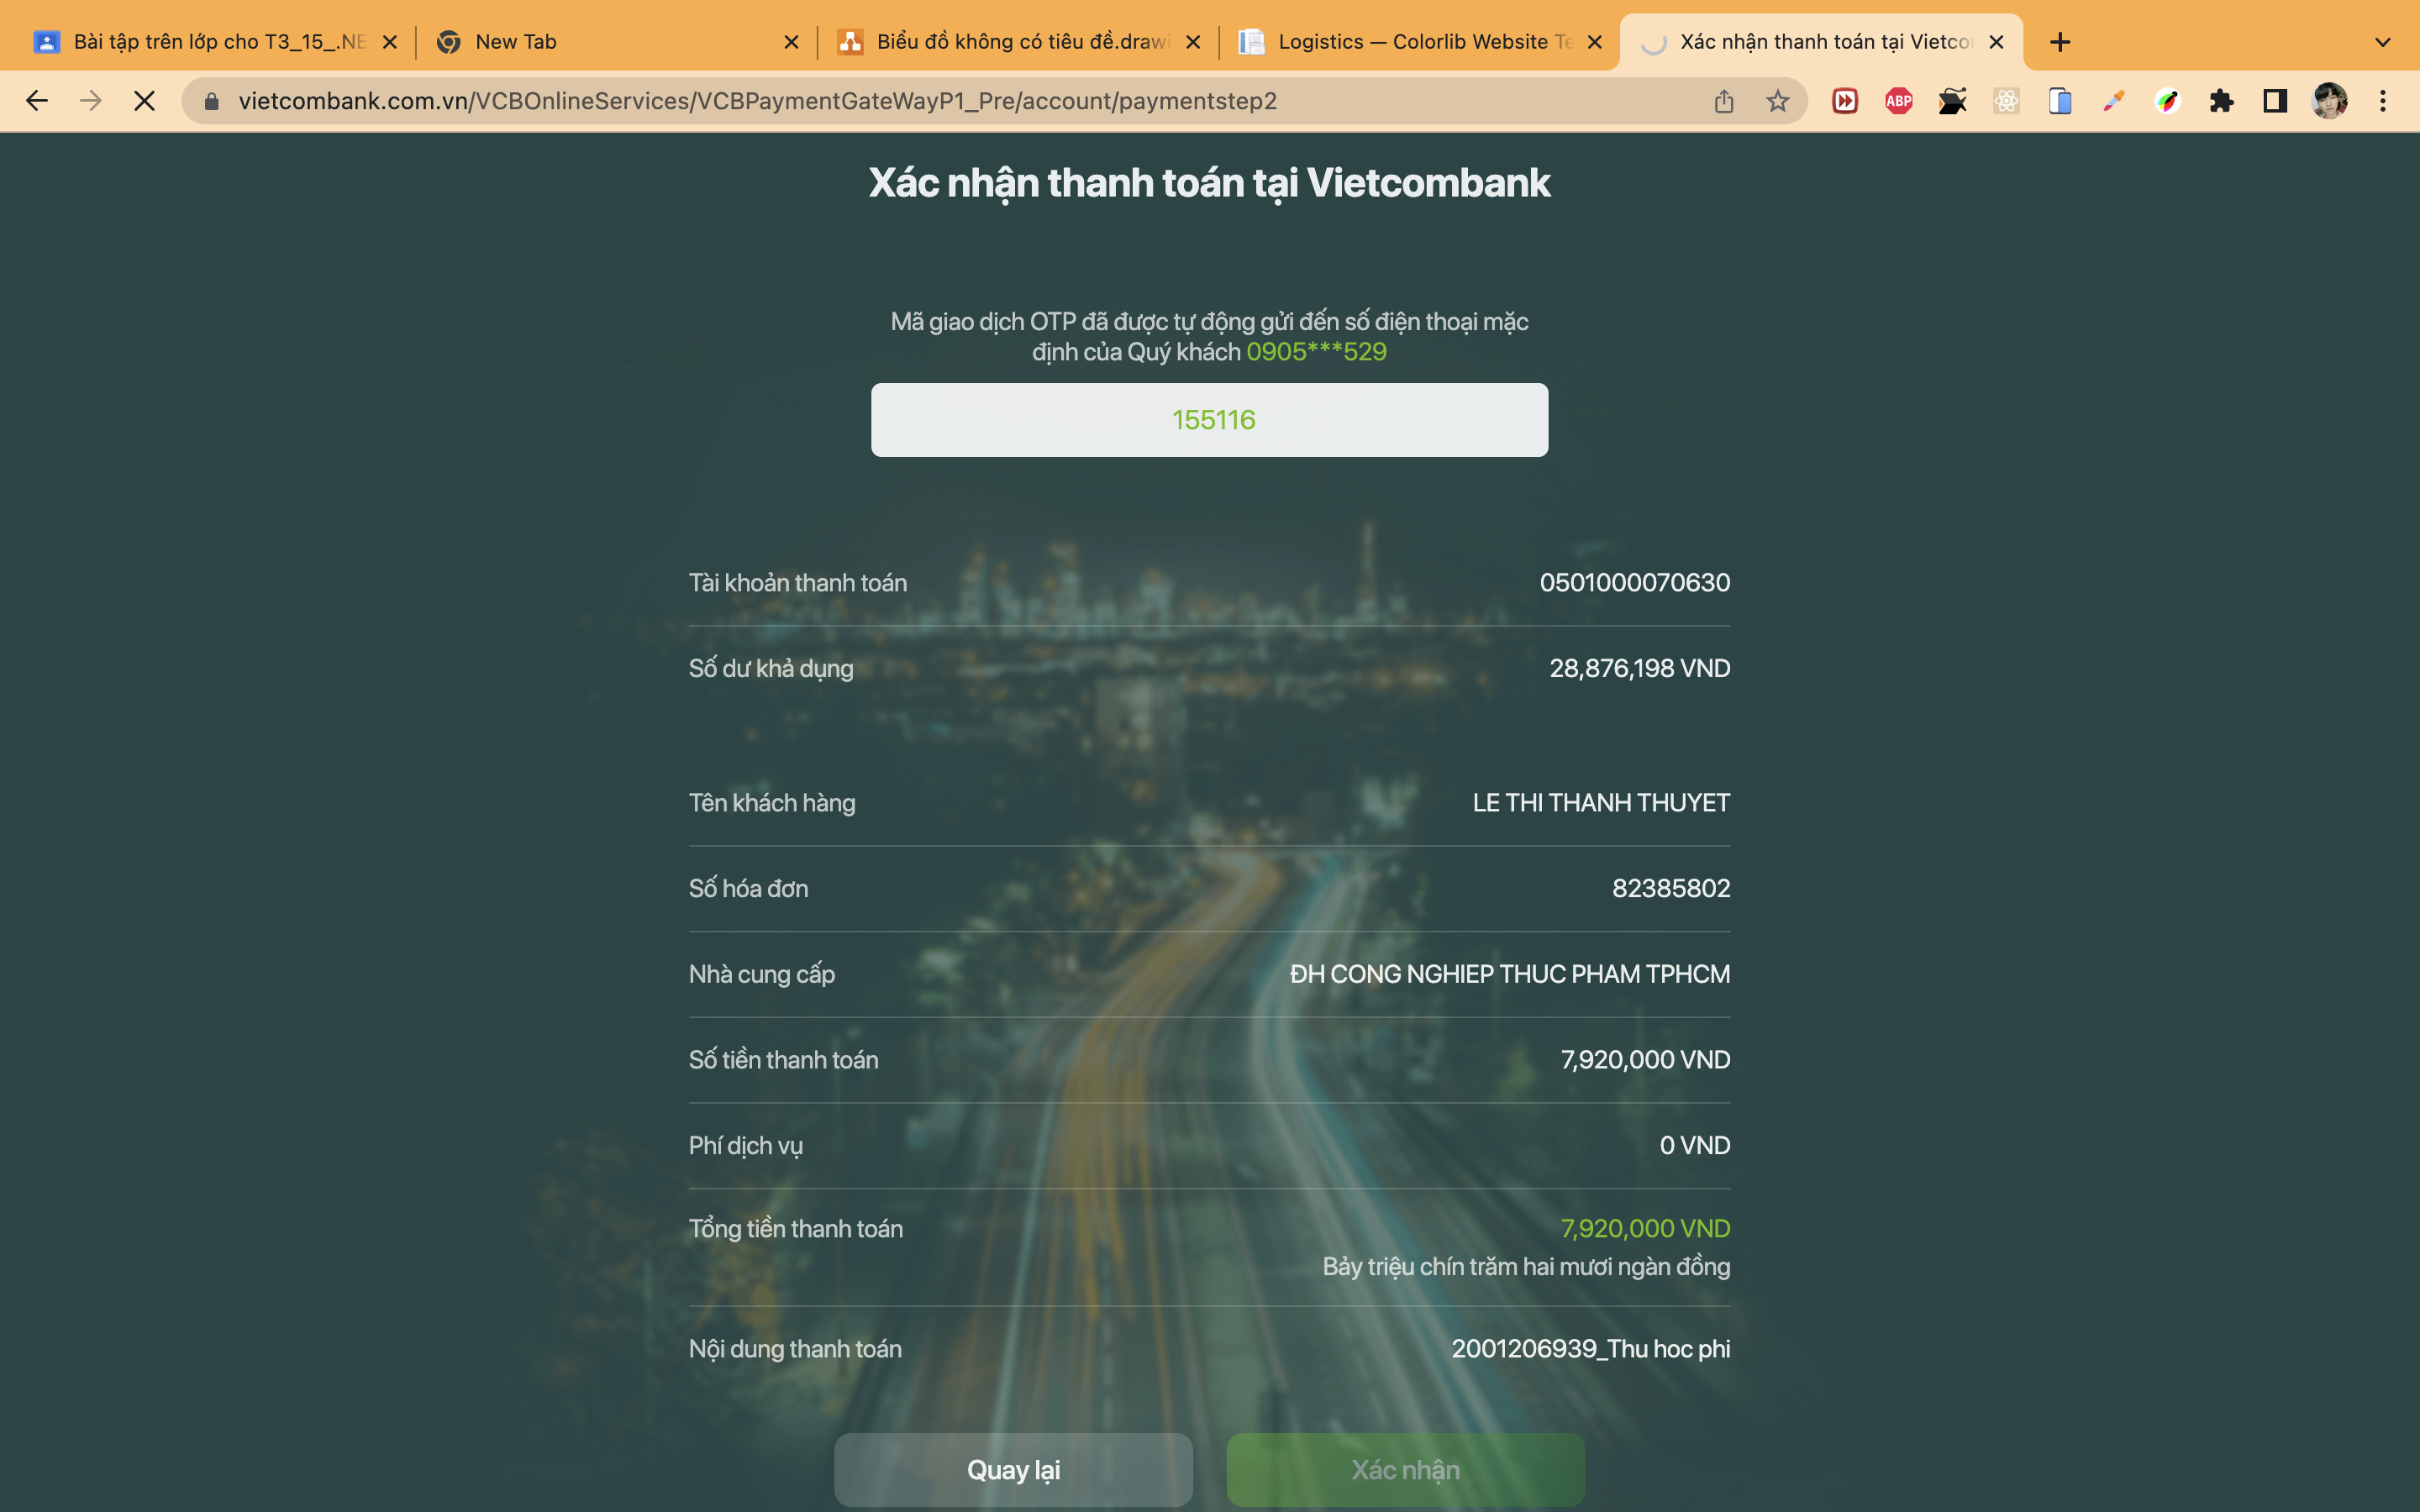 Bài tập trên lớp cho T3_15_.NE
New Tab
Biểu đồ không có tiêu đề.drawi
Logistics — Colorlib Website Te
Xác nhận thanh toán tại Vietcor
vietcombank.com.vn/VCBOnlineServices/VCBPaymentGateWayP1_Pre/account/paymentstep2
ABP
Xác nhận thanh toán tại Vietcombank
Mã giao dịch OTP đã được tự động gửi đến số điện thoại mặc
định của Quý khách 0905***529
155116
Tài khoản thanh toán 0501000070630
Số dư khả dụng 28,876,198 VND
Tên khách hàng LE THI THANH THUYET
Số hóa đơn 82385802
Nhà cung cấp ĐH CONG NGHIEP THUC PHAM TPHCM
Số tiền thanh toán 7,920,000 VND
Phí dịch vụ 0 VND
Tổng tiền thanh toán 7,920,000 VND
Bảy triệu chín trăm hai mươi ngàn đồng
Nội dung thanh toán 2001206939_Thu hoc phi
Quay lại
Xác nhận